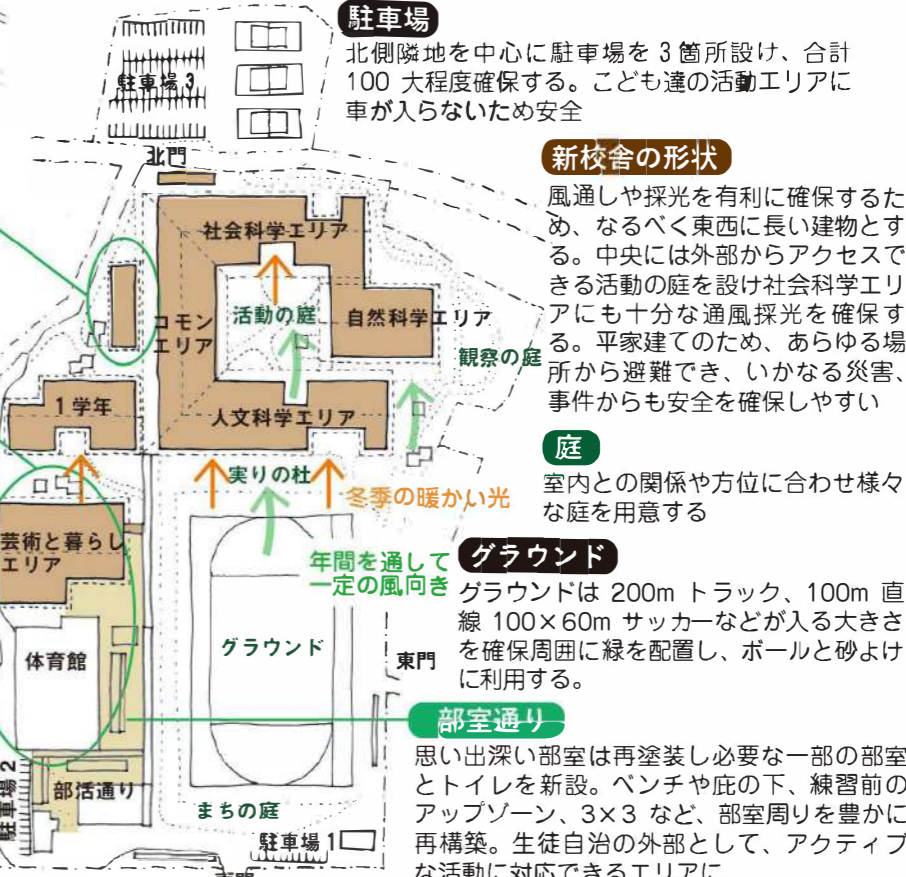 駐車場
北側隣地を中心に駐車場を 3 箇所設け、合計
100 大程度確保する。こども達の活動エリアに
車が入らないため安全
駐車場 3
北門
新校舎の形状
風通しや採光を有利に確保するた
め、なるべく東西に長い建物とす
る。中央には外部からアクセスで
きる活動の庭を設け社会科学エリ
アにも十分な通風採光を確保す
る。平家建てのため、あらゆる場
所から避難でき、いかなる災害、
事件からも安全を確保しやすい
社会科学エリア
コモン
エリア
活動の庭
自然科学エリア
観察の庭
1 学年
人文科学エリア
庭
室内との関係や方位に合わせ様々
な庭を用意する
実りの杜
冬季の暖かい光
芸術と暮らし
エリア
年間を通して
一定の風向き
グラウンド
グラウンドは 200m トラック、100m 直
線 100×60m サッカーなどが入る大きさ
を確保周囲に緑を配置し、ボールと砂よけ
に利用する。
体育館
グラウンド
東門
部室通り
思い出深い部室は再塗装し必要な一部の部室
とトイレを新設。ベンチや庇の下、練習前の
アップゾーン、3×3 など、部室周りを豊かに
再構築。生徒自治の外部として、アクティブ
な活動に対応できるエリアに
駐車場 2
部活通り
まちの庭
駐車場 1